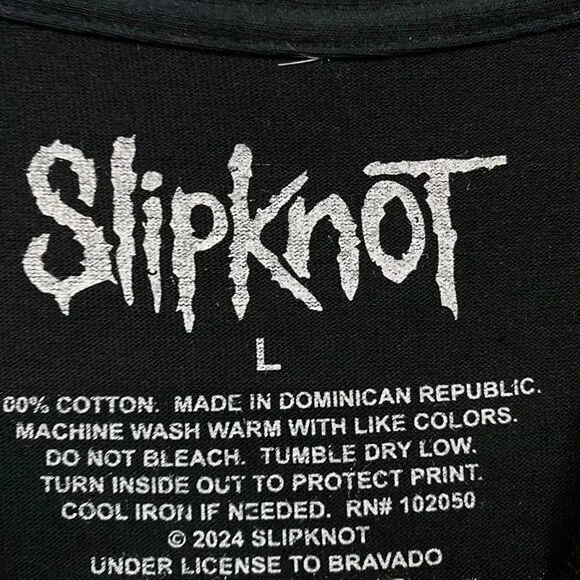 Slipknot
L
00% COTTON. MADE IN DOMINICAN REPUBLIC.
MACHINE WASH WARM WITH LIKE COLORS.
DO NOT BLEACH. TUMBLE DRY LOW.
TURN INSIDE OUT TO PROTECT PRINT.
COOL IRON IF NEEDED. RN# 102050
© 2024 SLIPKNOT
UNDER LICENSE TO BRAVADO